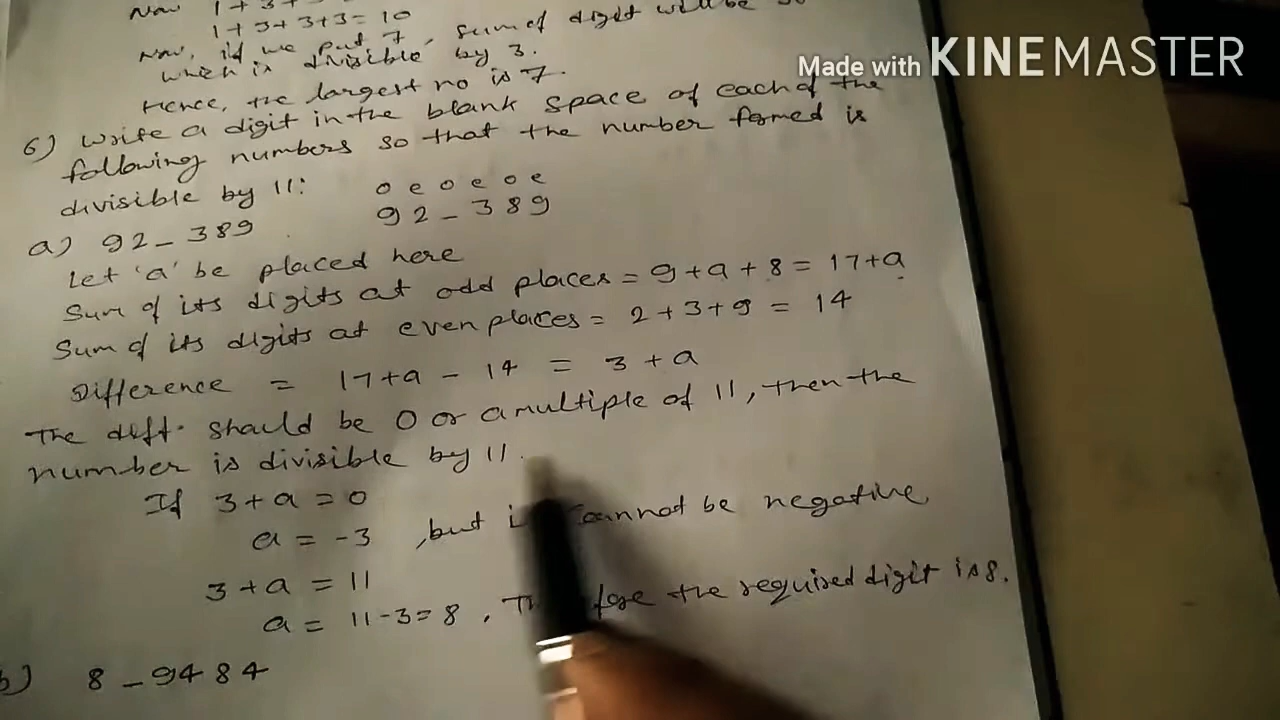 Now 1+3+
1+3+3+3=10
Now, if we put 7, sum of digit will be
which is divisible by 3.
Hence, the largest no is 7.
Made with KINEMASTER
6) Write a digit in the blank space of each of the
following numbers so that the number formed is
divisible by 11:
o e o e o e
a) 92_389
92_389
Let 'a' be placed here
Sum of its digits at odd places = 9+a+8 = 17+a
Sum of its digits at even places = 2+3+9 = 14
Difference = 17+a - 14 = 3+a
The diff. should be 0 or a multiple of 11, then the
number is divisible by 11.
If 3+a=0
a = -3, but cannot be negative
3+a = 11
a = 11-3=8, the required digit is 8.
b) 8_9484